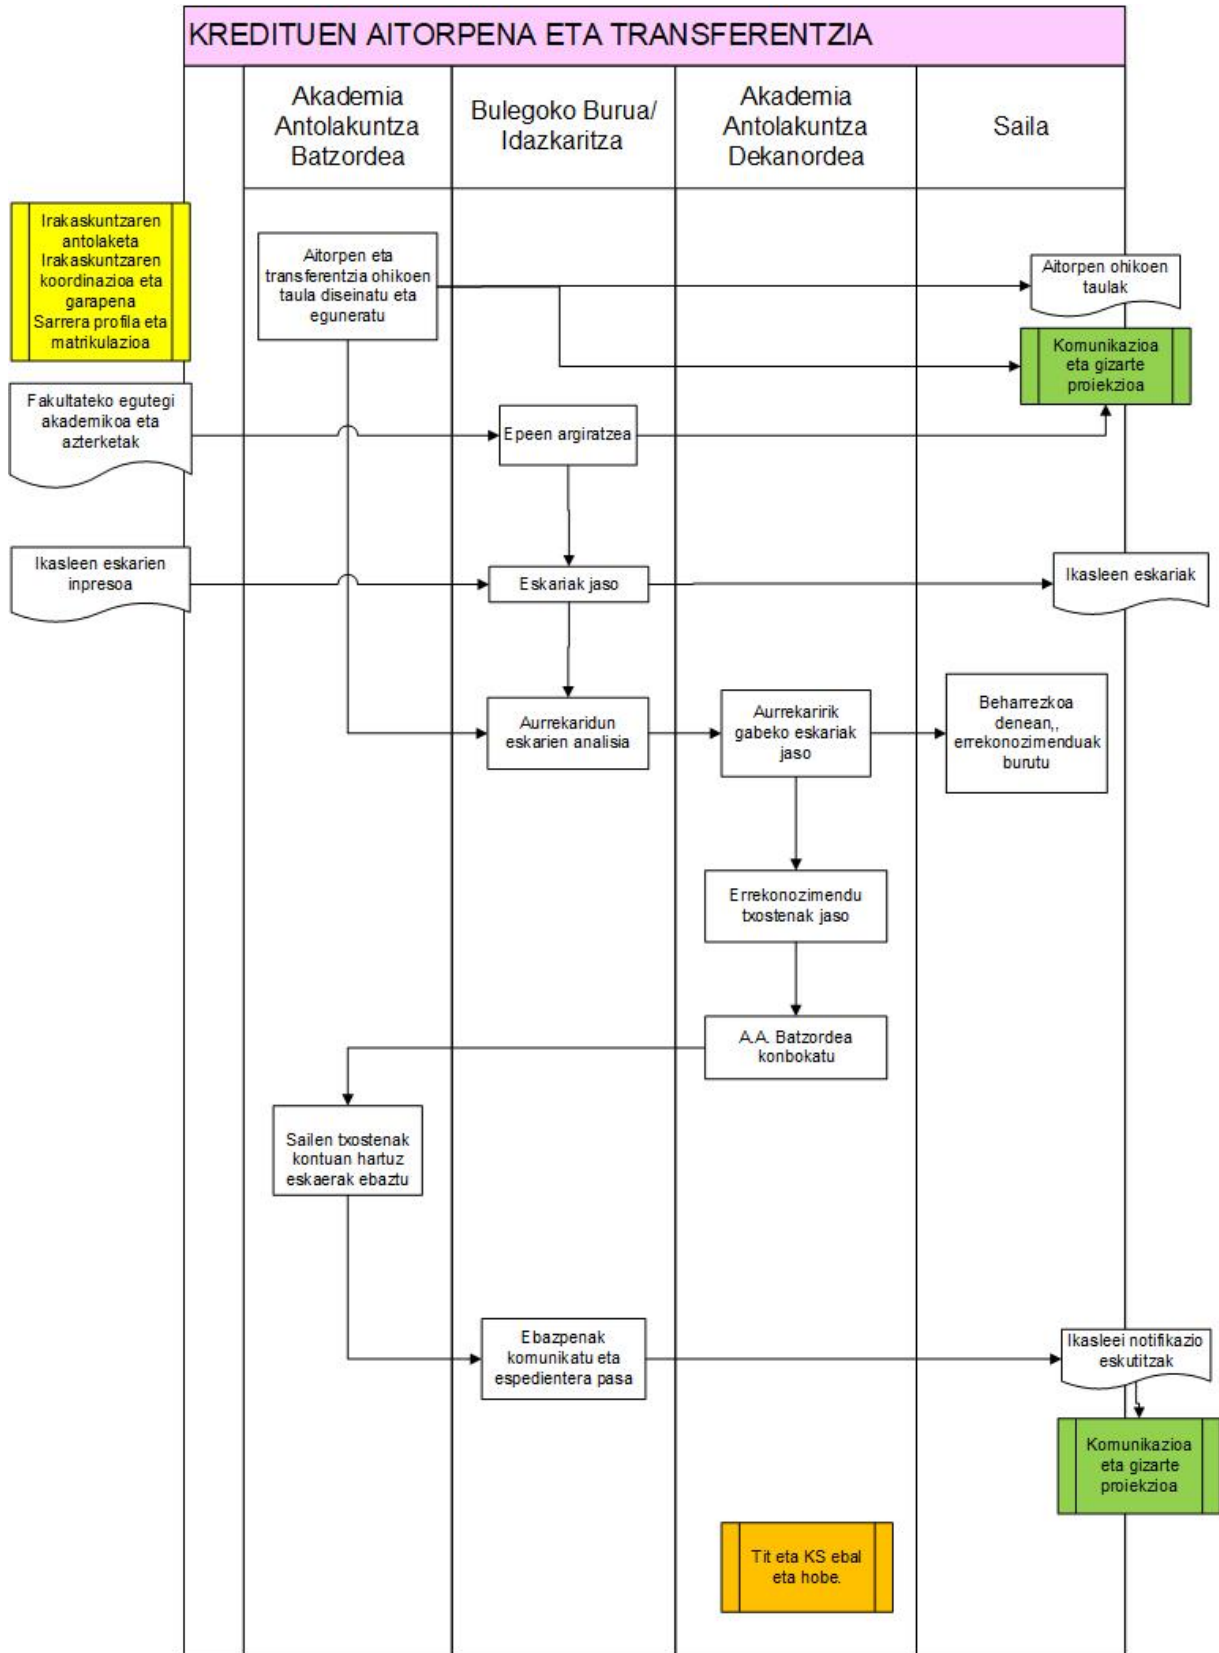 KREDITUEN AITORPENA ETA TRANSFERENTZIA
Akademia
Antolakuntza
Batzordea
Bulegoko Burua/
Idazkaritza
Akademia
Antolakuntza
Dekanordea
Saila
Irakaskuntzaren
antolaketa
Irakaskuntzaren
koordinazioa eta
garapena
Sarrera profila eta
matrikulazioa
Aitorpen eta
transferentzia ohikoen
taula diseinatu eta
eguneratu
Aitorpen ohikoen
taulak
Komunikazioa
eta gizarte
proiekzioa
Fakultateko egutegi
akademikoa eta
azterketak
Epeen argiratzea
Ikasleen eskarien
inpresoa
Eskariak jaso
Ikasleen eskariak
Aurrekaridun
eskarien analisia
Aurrekaririk
gabeko eskariak
jaso
Beharrezkoa
denean,,
errekonozimenduak
burutu
Errekonozimendu
txostenak jaso
A.A. Batzordea
konbokatu
Sailen txostenak
kontuan hartuz
eskaerak ebaztu
Ebazpenak
komunikatu eta
espedientera pasa
Ikasleei notifikazio
eskutitzak
Komunikazioa
eta gizarte
proiekzioa
Tit eta KS ebal
eta hobe.